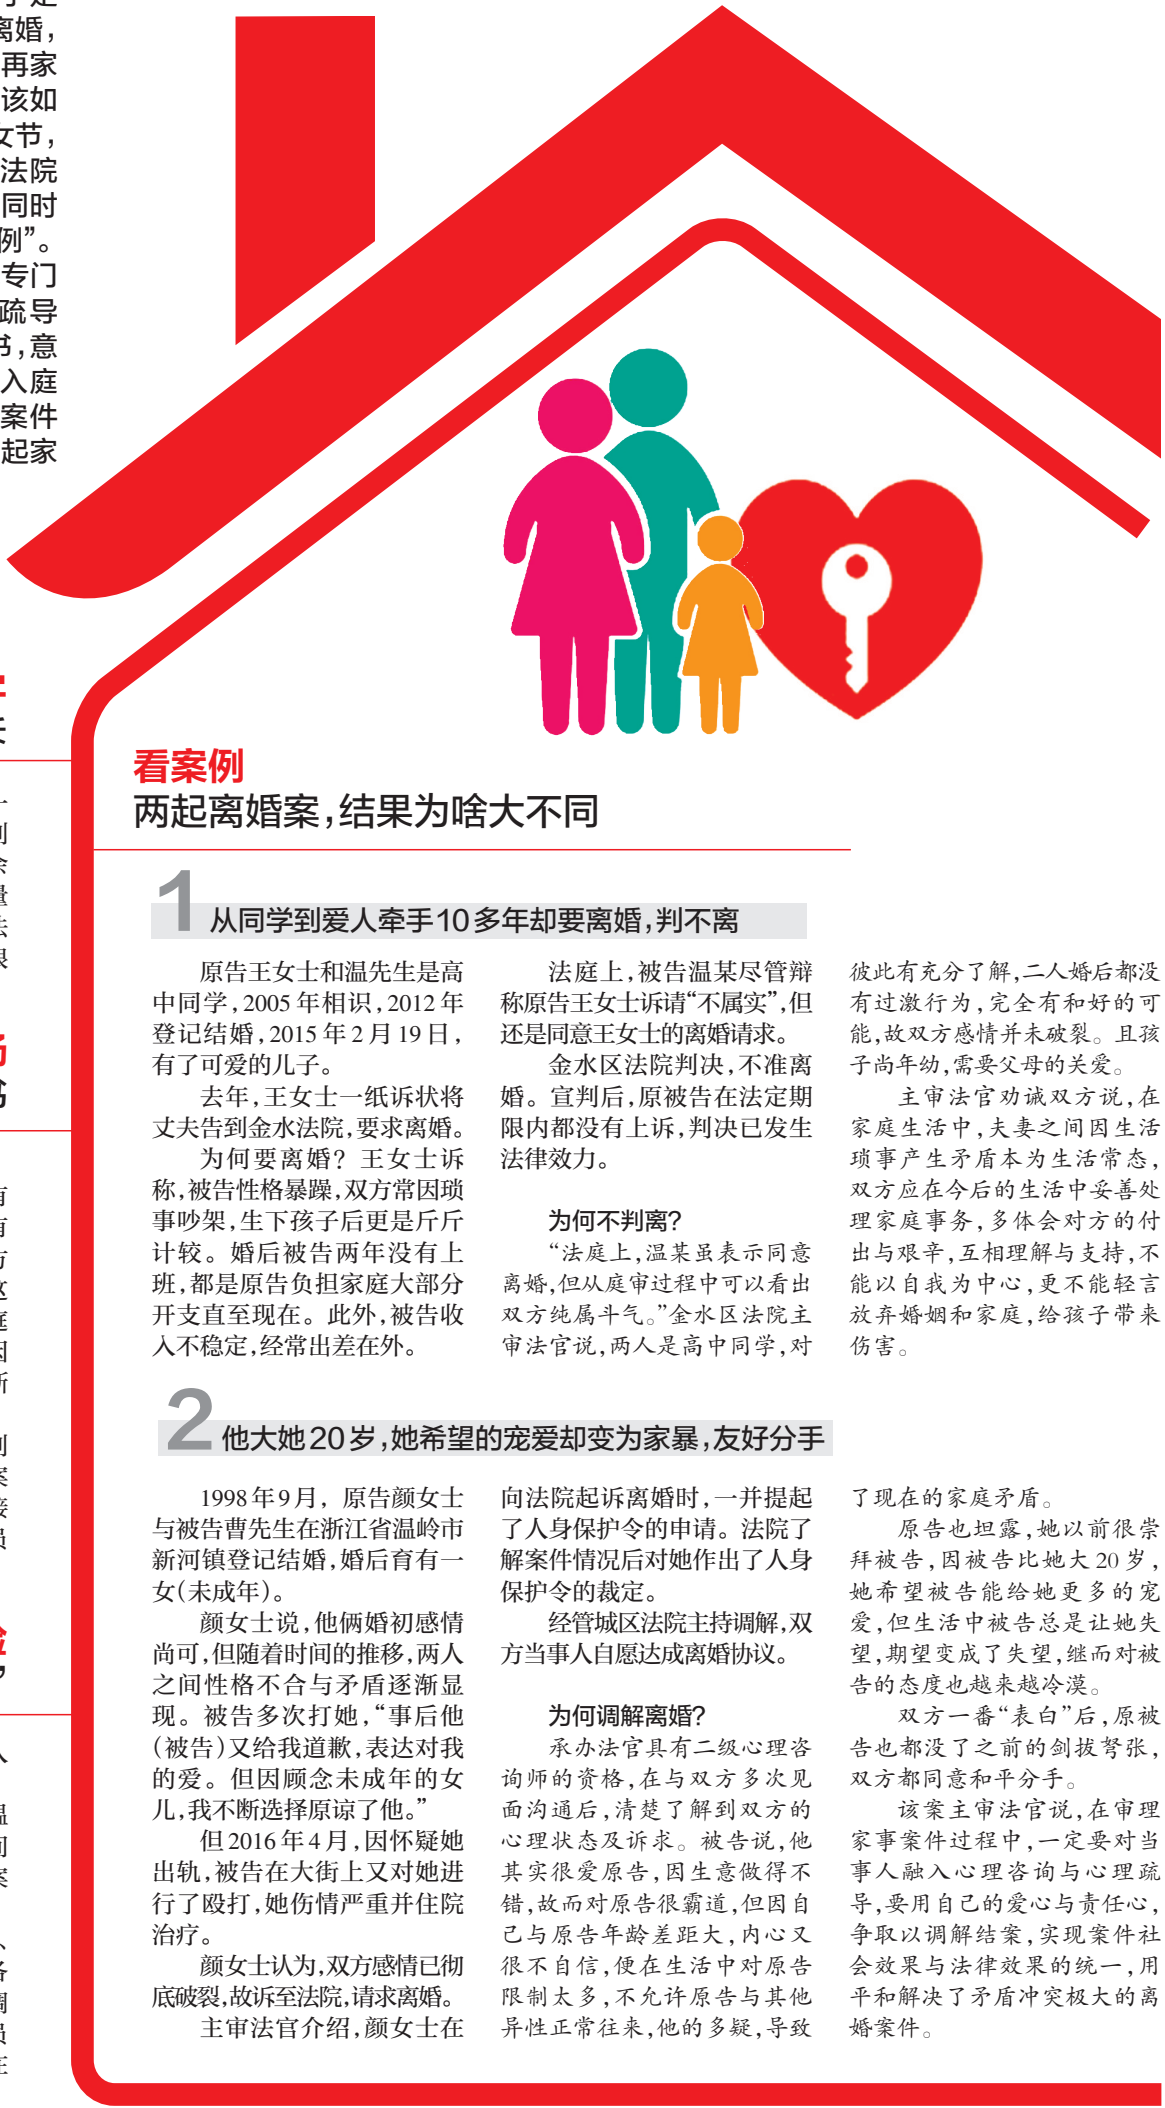 离婚，
再家
该如
女节，
法院
同时
例”。
专门
疏导
书，意
入庭
案件
起家
看案例
两起离婚案，结果为啥大不同
1 从同学到爱人牵手10多年却要离婚，判不离
原告王女士和温先生是高
中同学，2005年相识，2012年
登记结婚，2015年2月19日，
有了可爱的儿子。
去年，王女士一纸诉状将
丈夫告到金水法院，要求离婚。
为何要离婚？王女士诉
称，被告性格暴躁，双方常因琐
事吵架，生下孩子后更是斤斤
计较。婚后被告两年没有上
班，都是原告负担家庭大部分
开支直至现在。此外，被告收
入不稳定，经常出差在外。
法庭上，被告温某尽管辩
称原告王女士诉请“不属实”，但
还是同意王女士的离婚请求。
金水区法院判决，不准离
婚。宣判后，原被告在法定期
限内都没有上诉，判决已发生
法律效力。
为何不判离？
“法庭上，温某虽表示同意
离婚，但从庭审过程中可以看出
双方纯属斗气。”金水区法院主
审法官说，两人是高中同学，对
彼此有充分了解，二人婚后都没
有过激行为，完全有和好的可
能，故双方感情并未破裂。且孩
子尚年幼，需要父母的关爱。
主审法官劝诫双方说，在
家庭生活中，夫妻之间因生活
琐事产生矛盾本为生活常态，
双方应在今后的生活中妥善处
理家庭事务，多体会对方的付
出与艰辛，互相理解与支持，不
能以自我为中心，更不能轻言
放弃婚姻和家庭，给孩子带来
伤害。
2 他大她20岁，她希望的宠爱却变为家暴，友好分手
1998年9月，原告颜女士
与被告曹先生在浙江省温岭市
新河镇登记结婚，婚后育有一
女（未成年）。
颜女士说，他俩婚初感情
尚可，但随着时间的推移，两人
之间性格不合与矛盾逐渐显
现。被告多次打她，“事后他
（被告）又给我道歉，表达对我
的爱。但因顾念未成年的女
儿，我不断选择原谅了他。”
但2016年4月，因怀疑她
出轨，被告在大街上又对她进
行了殴打，她伤情严重并住院
治疗。
颜女士认为，双方感情已彻
底破裂，故诉至法院，请求离婚。
主审法官介绍，颜女士在
向法院起诉离婚时，一并提起
了人身保护令的申请。法院了
解案件情况后对她作出了人身
保护令的裁定。
经管城区法院主持调解，双
方当事人自愿达成离婚协议。
为何调解离婚？
承办法官具有二级心理咨
询师的资格，在与双方多次见
面沟通后，清楚了解到双方的
心理状态及诉求。被告说，他
其实很爱原告，因生意做得不
错，故而对原告很霸道，但因自
己与原告年龄差距大，内心又
很不自信，便在生活中对原告
限制太多，不允许原告与其他
异性正常往来，他的多疑，导致
了现在的家庭矛盾。
原告也坦露，她以前很崇
拜被告，因被告比她大20岁，
她希望被告能给她更多的宠
爱，但生活中被告总是让她失
望，期望变成了失望，继而对被
告的态度也越来越冷漠。
双方一番“表白”后，原被
告也都没了之前的剑拔弩张，
双方都同意和平分手。
该案主审法官说，在审理
家事案件过程中，一定要对当
事人融入心理咨询与心理疏
导，要用自己的爱心与责任心，
争取以调解结案，实现案件社
会效果与法律效果的统一，用
平和解决了矛盾冲突极大的离
婚案件。